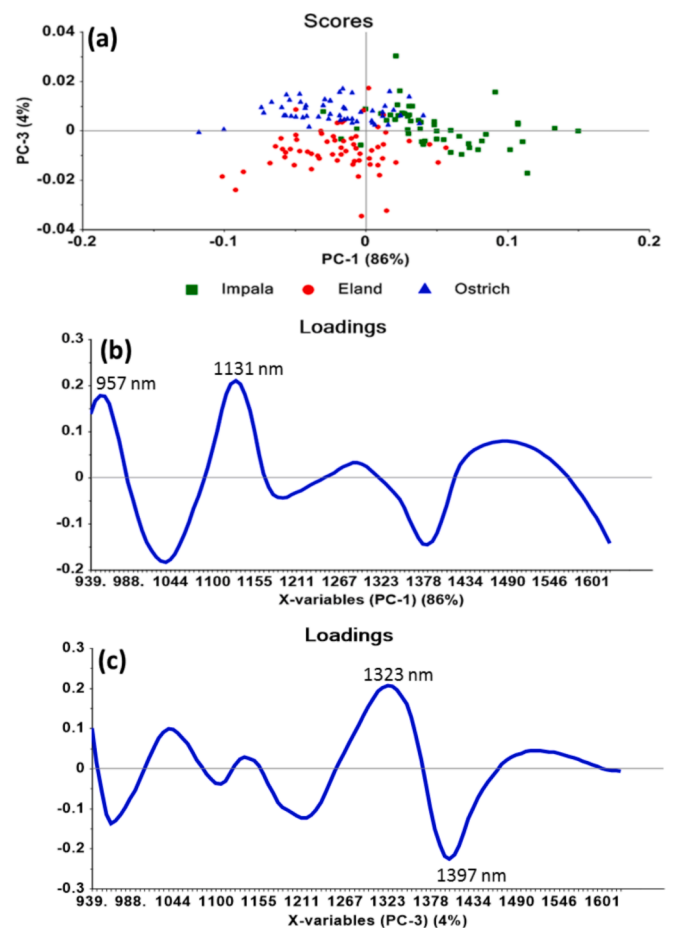 Scores
(a)
0.04
0.02
0
-0.02
-0.04
PC-3 (4%)
-0.2 -0.1 0 0.1 0.2
PC-1 (86%)
Impala Eland Ostrich
Loadings
(b)
957 nm 1131 nm
0.3
0.2
0.1
0
-0.1
-0.2
939. 988. 1044 1100 1155 1211 1267 1323 1378 1434 1490 1546 1601
X-variables (PC-1) (86%)
Loadings
(c)
1323 nm
0.3
0.2
0.1
0
-0.1
-0.2
-0.3
1397 nm
939. 988. 1044 1100 1155 1211 1267 1323 1378 1434 1490 1546 1601
X-variables (PC-3) (4%)